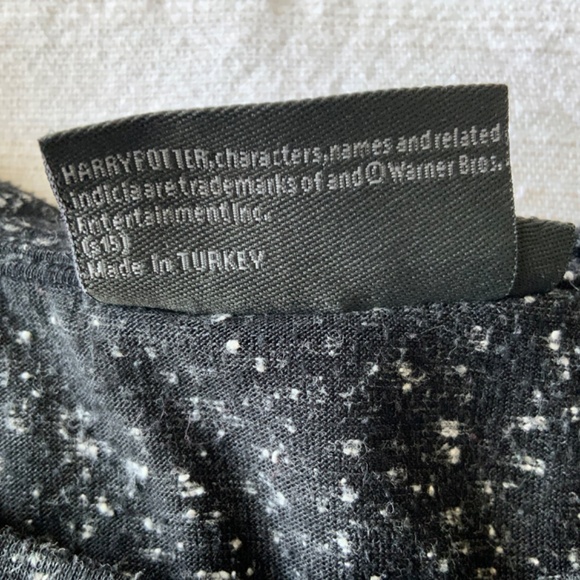 HARRY POTTER, characters, names and related
indicia are trademarks of and © Warner Bros.
Entertainment Inc.
(s15)
Made in TURKEY